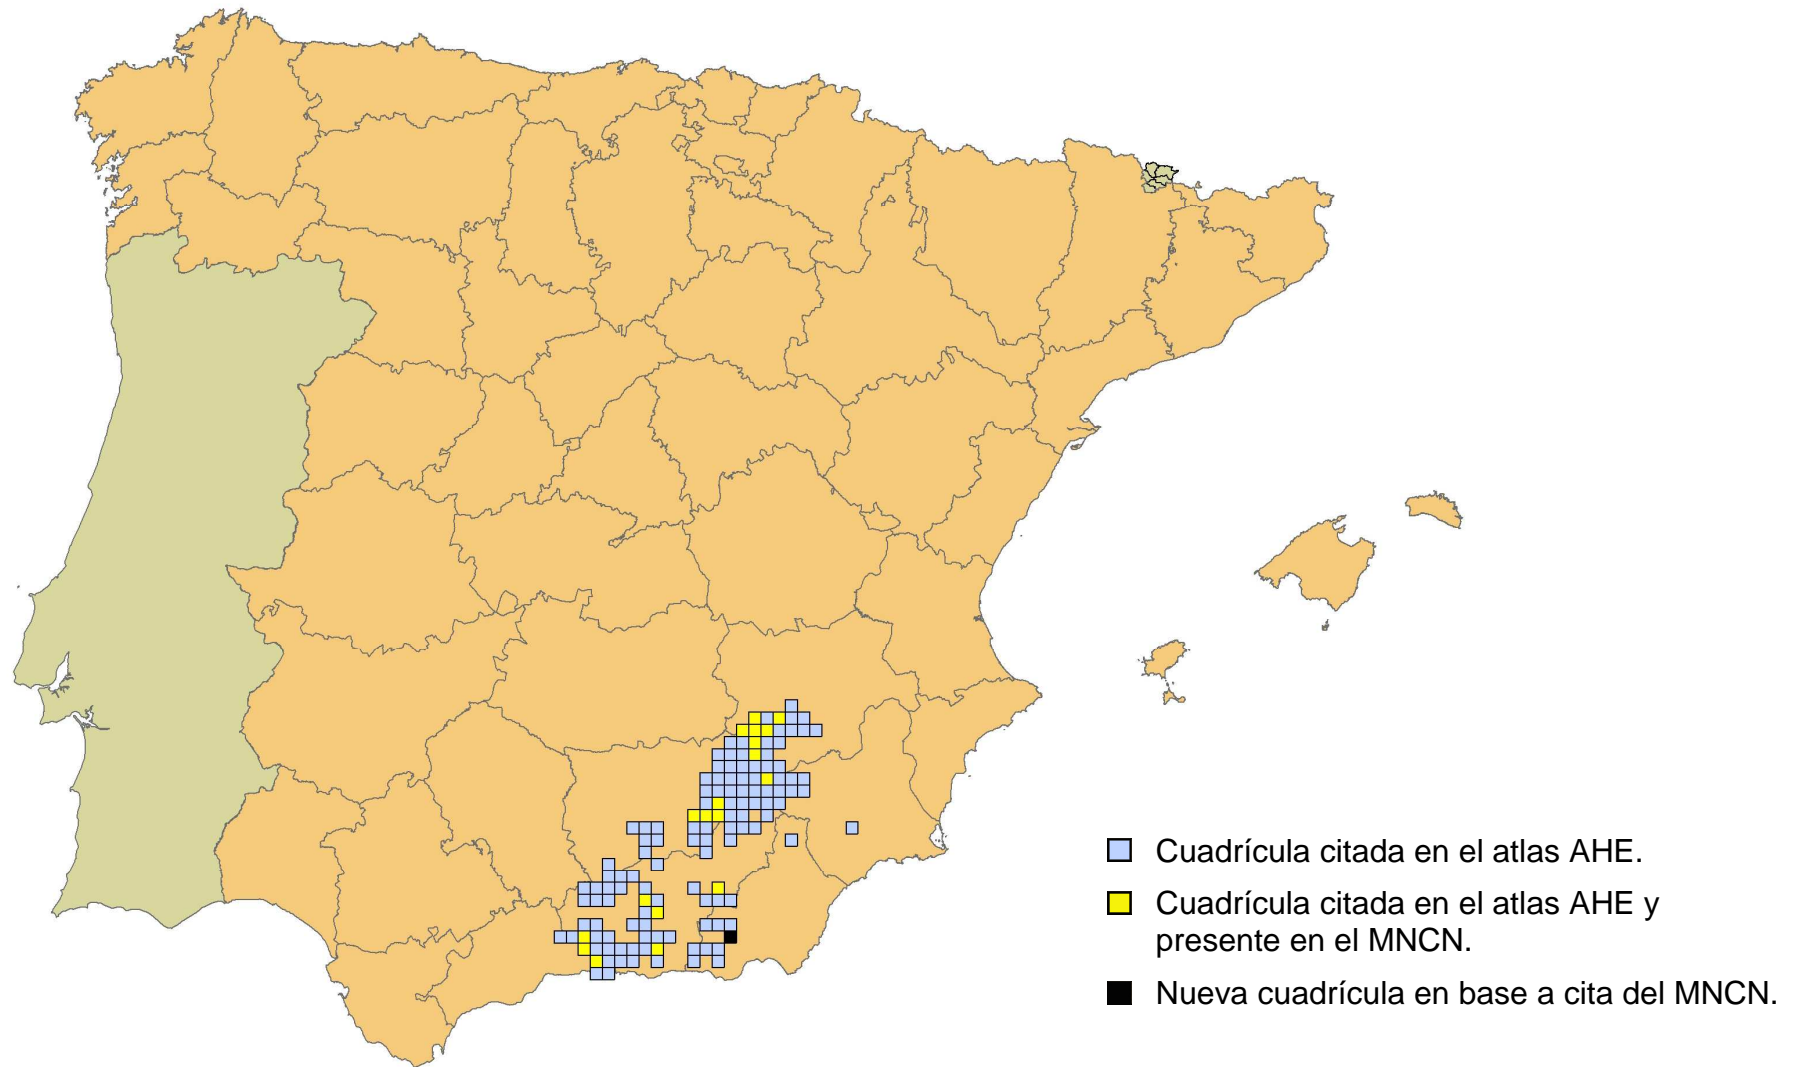 Cuadrícula citada en el atlas AHE.
Cuadrícula citada en el atlas AHE y
presente en el MNCN.
Nueva cuadrícula en base a cita del MNCN.